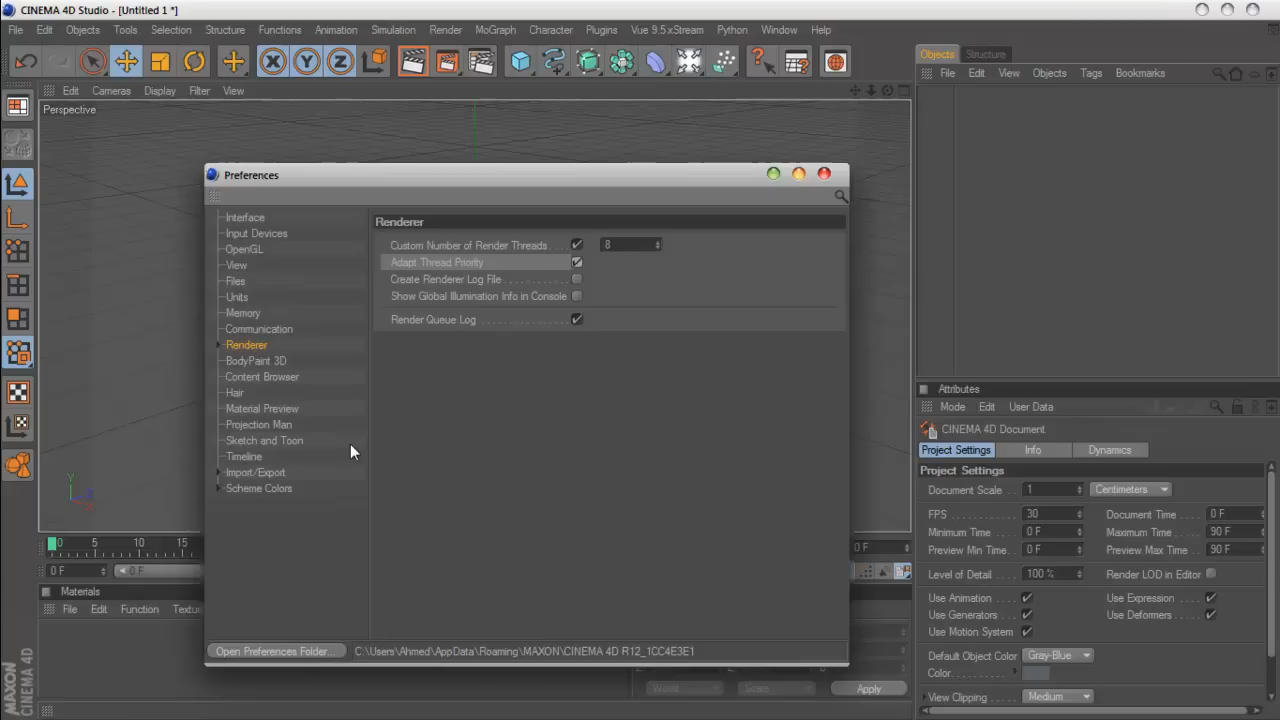 CINEMA 4D Studio - [Untitled 1 *]
File Edit Objects Tools Selection Structure Functions Animation Simulation Render MoGraph Character Plugins Vue 9.5 xStream Python Window Help
Objects Structure
File Edit View Objects Tags Bookmarks
Edit Cameras Display Filter View
Perspective
Preferences
Interface
Input Devices
OpenGL
View
Files
Units
Memory
Communication
Renderer
BodyPaint 3D
Content Browser
Hair
Material Preview
Projection Man
Sketch and Toon
Timeline
Import/Export
Scheme Colors
Renderer
Custom Number of Render Threads 8
Adapt Thread Priority
Create Renderer Log File
Show Global Illumination Info in Console
Render Queue Log
Open Preferences Folder... C:\Users\Ahmed\AppData\Roaming\MAXON\CINEMA 4D R12_1CC4E3E1
Y
Z
X
0 5 10 15
0 F
0 F 0 F
Materials
File Edit Function
World Scale Apply
Attributes
Mode Edit User Data
CINEMA 4D Document
Project Settings Info Dynamics
Project Settings
Document Scale 1 Centimeters
FPS 30 Document Time 0 F
Minimum Time 0 F Maximum Time 90 F
Preview Min Time 0 F Preview Max Time 90 F
Level of Detail 100 % Render LOD in Editor
Use Animation Use Expression
Use Generators Use Deformers
Use Motion System
Default Object Color Gray-Blue
Color
View Clipping Medium
MAXON
CINEMA 4D